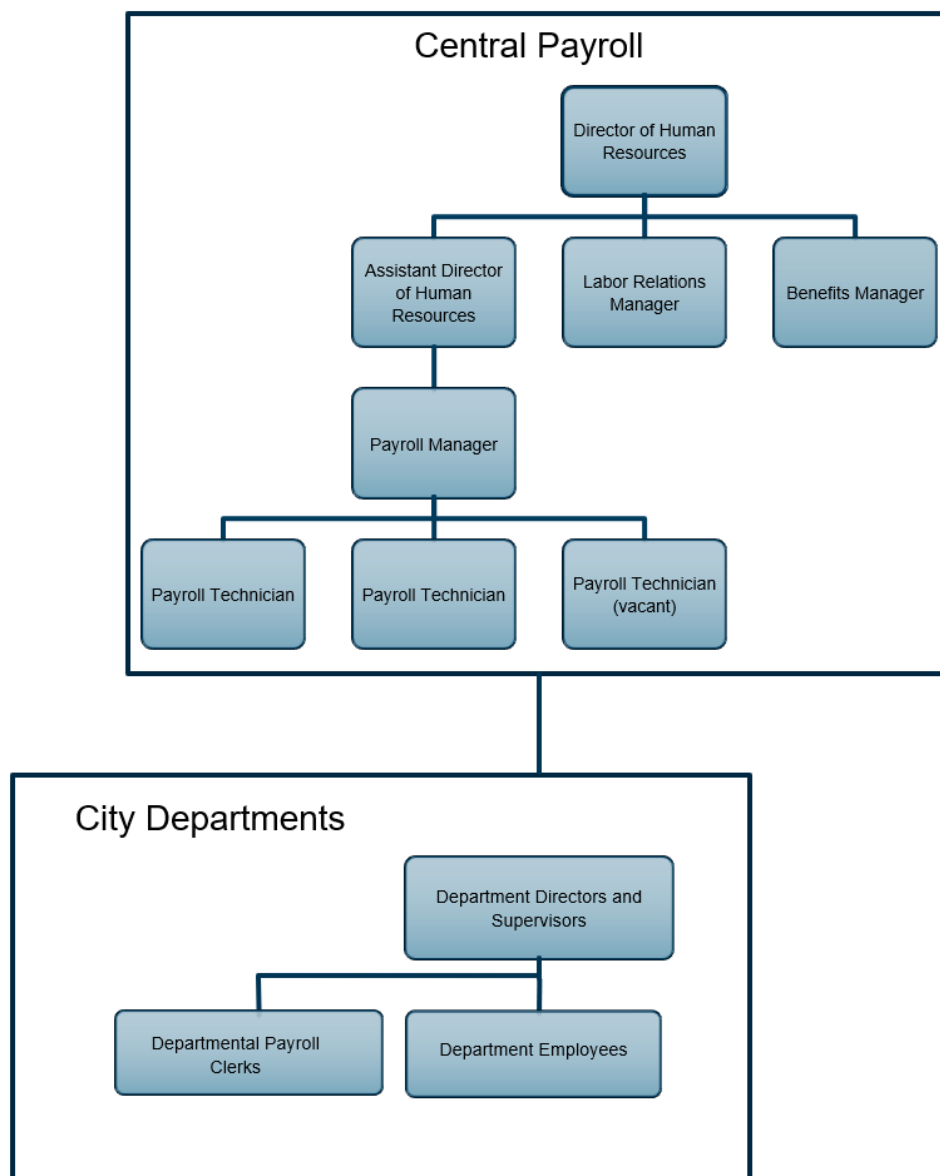 Central Payroll
Director of Human
Resources
Assistant Director
of Human
Resources
Labor Relations
Manager
Benefits Manager
Payroll Manager
Payroll Technician
Payroll Technician
Payroll Technician
(vacant)
City Departments
Department Directors and
Supervisors
Departmental Payroll
Clerks
Department Employees